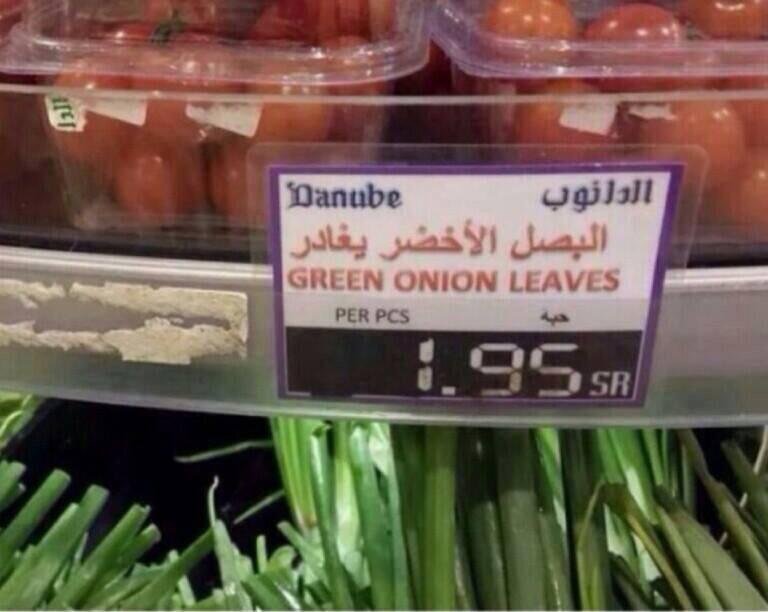 Danube الدانوب
البصل الأخضر يغادر
GREEN ONION LEAVES
PER PCS حبة
1.95 SR